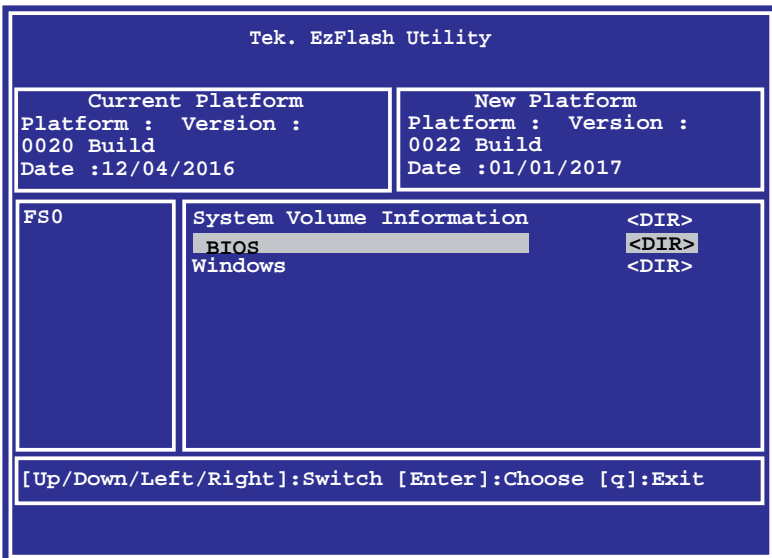 Tek. EzFlash Utility
Current Platform
Platform : Version :
0020 Build
Date :12/04/2016
New Platform
Platform : Version :
0022 Build
Date :01/01/2017
FS0
System Volume Information <DIR>
BIOS <DIR>
Windows <DIR>
[Up/Down/Left/Right]:Switch [Enter]:Choose [q]:Exit